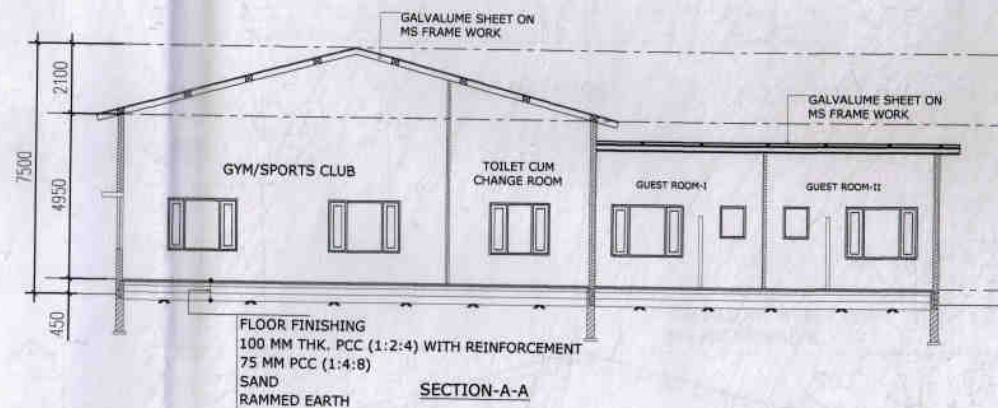 GALVALUME SHEET ON
MS FRAME WORK
2100
GALVALUME SHEET ON
MS FRAME WORK
7500
4950
GYM/SPORTS CLUB
TOILET CUM
CHANGE ROOM
GUEST ROOM-I
GUEST ROOM-II
450
FLOOR FINISHING
100 MM THK. PCC (1:2:4) WITH REINFORCEMENT
75 MM PCC (1:4:8)
SAND
RAMMED EARTH
SECTION-A-A